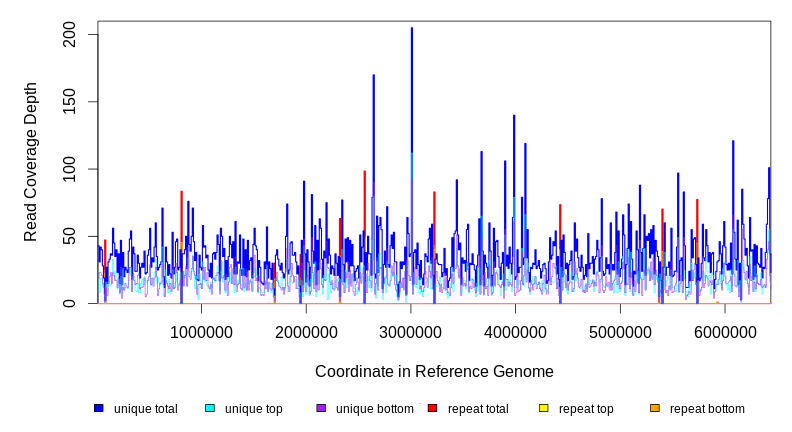 Read Coverage Depth
200
150
100
50
0
1000000 2000000 3000000 4000000 5000000 6000000
Coordinate in Reference Genome
unique total unique top unique bottom repeat total repeat top repeat bottom